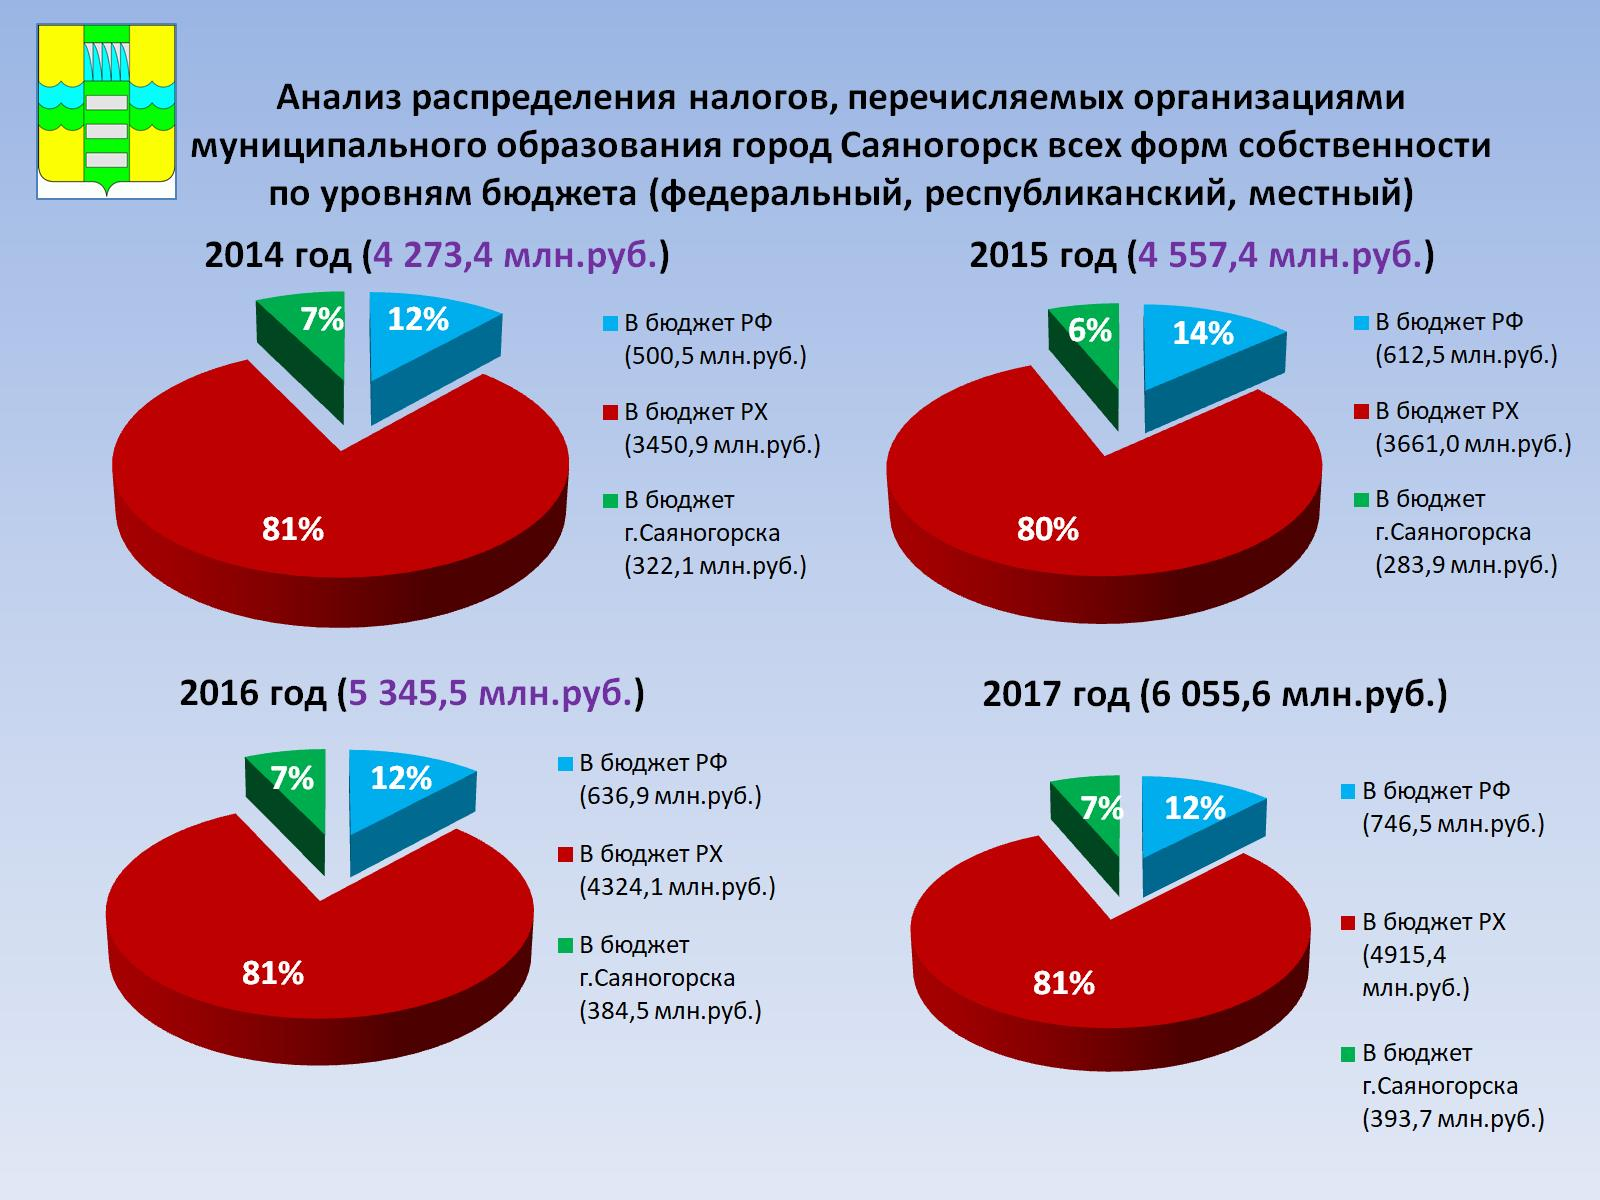 Анализ распределения налогов, перечисляемых организациями
муниципального образования город Саяногорск всех форм собственности
по уровням бюджета (федеральный, республиканский, местный)
2014 год (4 273,4 млн.руб.)
7%
12%
81%
В бюджет РФ
(500,5 млн.руб.)
В бюджет РХ
(3450,9 млн.руб.)
В бюджет
г.Саяногорска
(322,1 млн.руб.)
2015 год (4 557,4 млн.руб.)
6%
14%
80%
В бюджет РФ
(612,5 млн.руб.)
В бюджет РХ
(3661,0 млн.руб.)
В бюджет
г.Саяногорска
(283,9 млн.руб.)
2016 год (5 345,5 млн.руб.)
7%
12%
81%
В бюджет РФ
(636,9 млн.руб.)
В бюджет РХ
(4324,1 млн.руб.)
В бюджет
г.Саяногорска
(384,5 млн.руб.)
2017 год (6 055,6 млн.руб.)
7%
12%
81%
В бюджет РФ
(746,5 млн.руб.)
В бюджет РХ
(4915,4
млн.руб.)
В бюджет
г.Саяногорска
(393,7 млн.руб.)